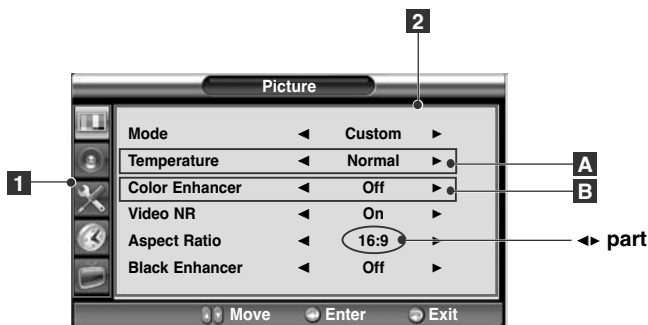 2
Picture
Mode ◄ Custom ►
Temperature ◄ Normal ► A
1 Color Enhancer ◄ Off ► B
Video NR ◄ On ►
Aspect Ratio ◄ 16:9 ► ◄► part
Black Enhancer ◄ Off ►
Move Enter Exit